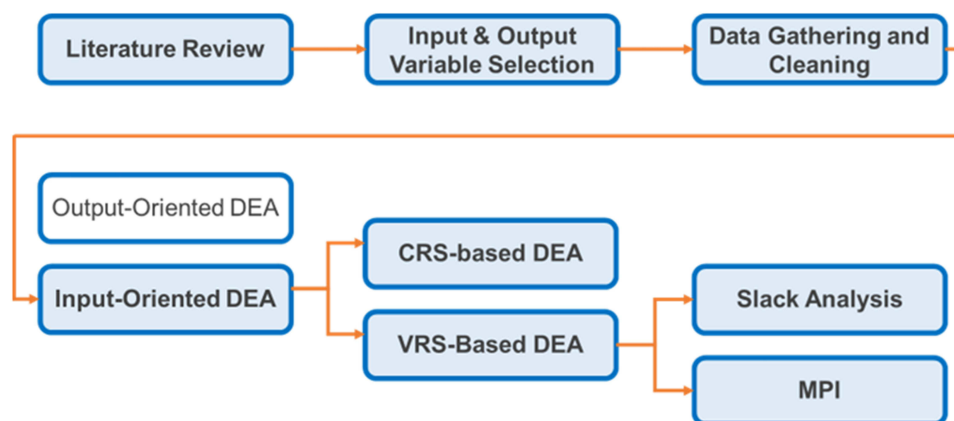 Literature Review
Input & Output
Variable Selection
Data Gathering and
Cleaning
Output-Oriented DEA
Input-Oriented DEA
CRS-based DEA
VRS-Based DEA
Slack Analysis
MPI